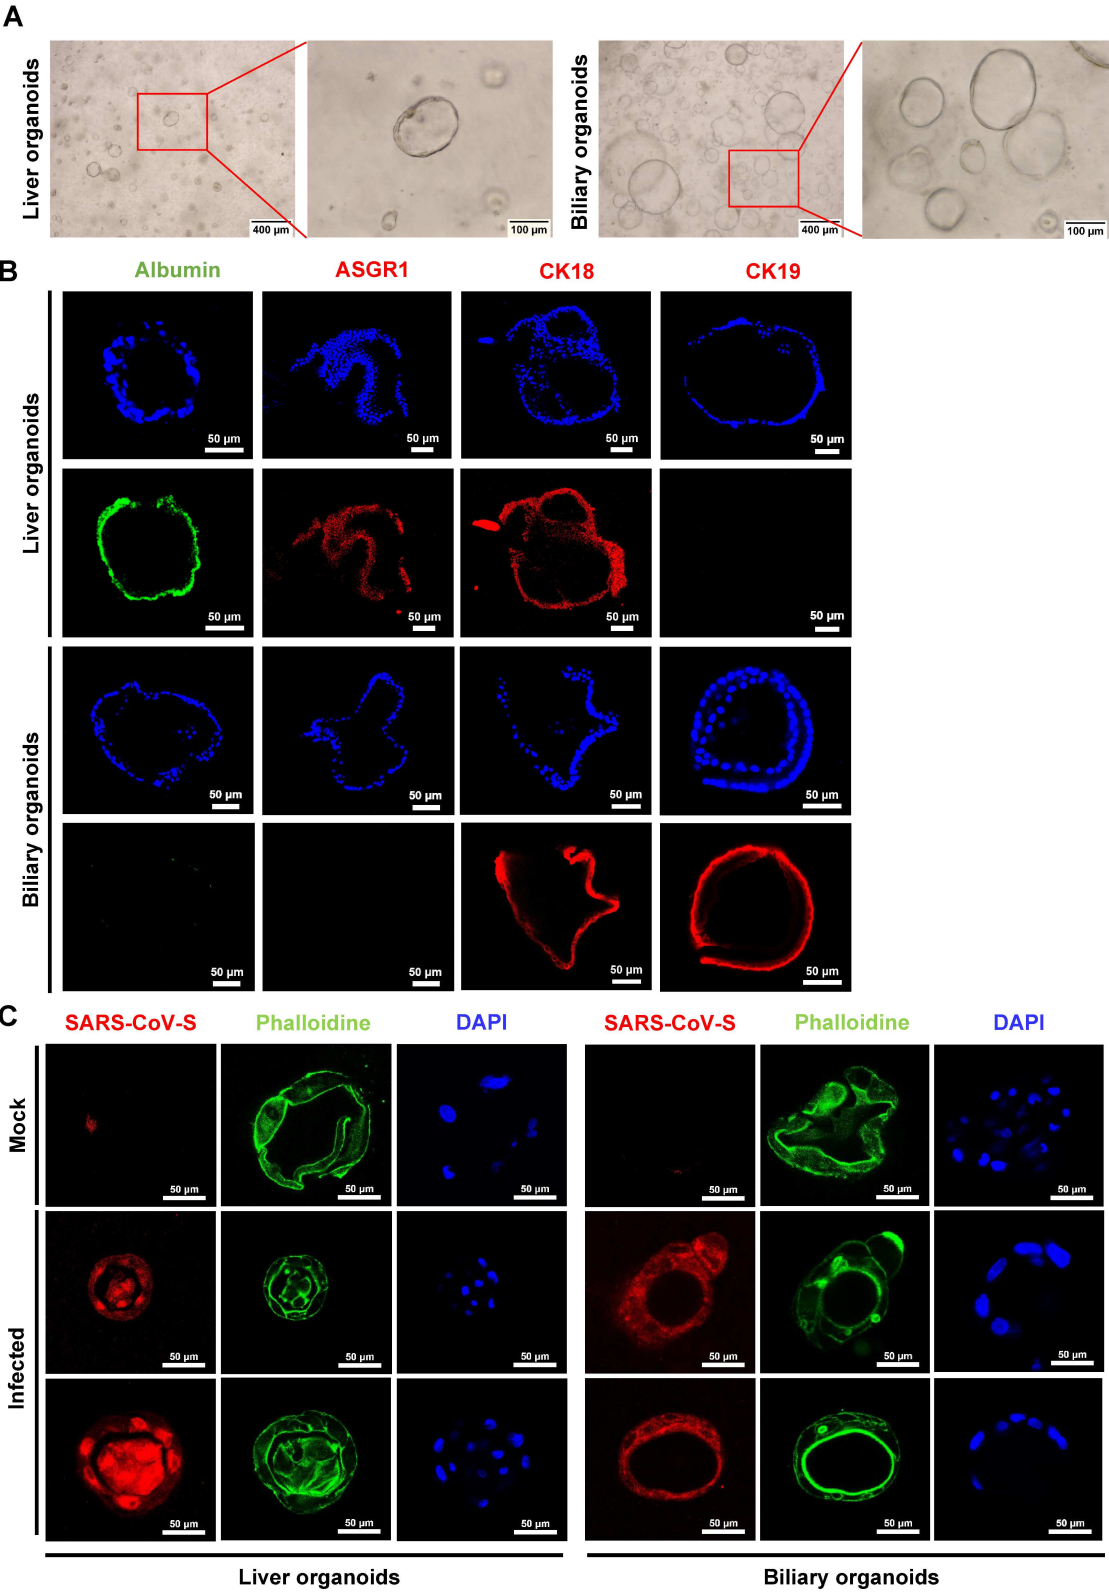 A
Liver organoids
400 µm
100 µm
Biliary organoids
400 µm
100 µm
B
Albumin
ASGR1
CK18
CK19
Liver organoids
50 µm
50 µm
50 µm
50 µm
50 µm
50 µm
50 µm
50 µm
Biliary organoids
50 µm
50 µm
50 µm
50 µm
50 µm
50 µm
50 µm
50 µm
C
SARS-CoV-S
Phalloidine
DAPI
SARS-CoV-S
Phalloidine
DAPI
Mock
50 µm
50 µm
50 µm
50 µm
50 µm
50 µm
Infected
50 µm
50 µm
50 µm
50 µm
50 µm
50 µm
50 µm
50 µm
50 µm
50 µm
50 µm
50 µm
Liver organoids
Biliary organoids